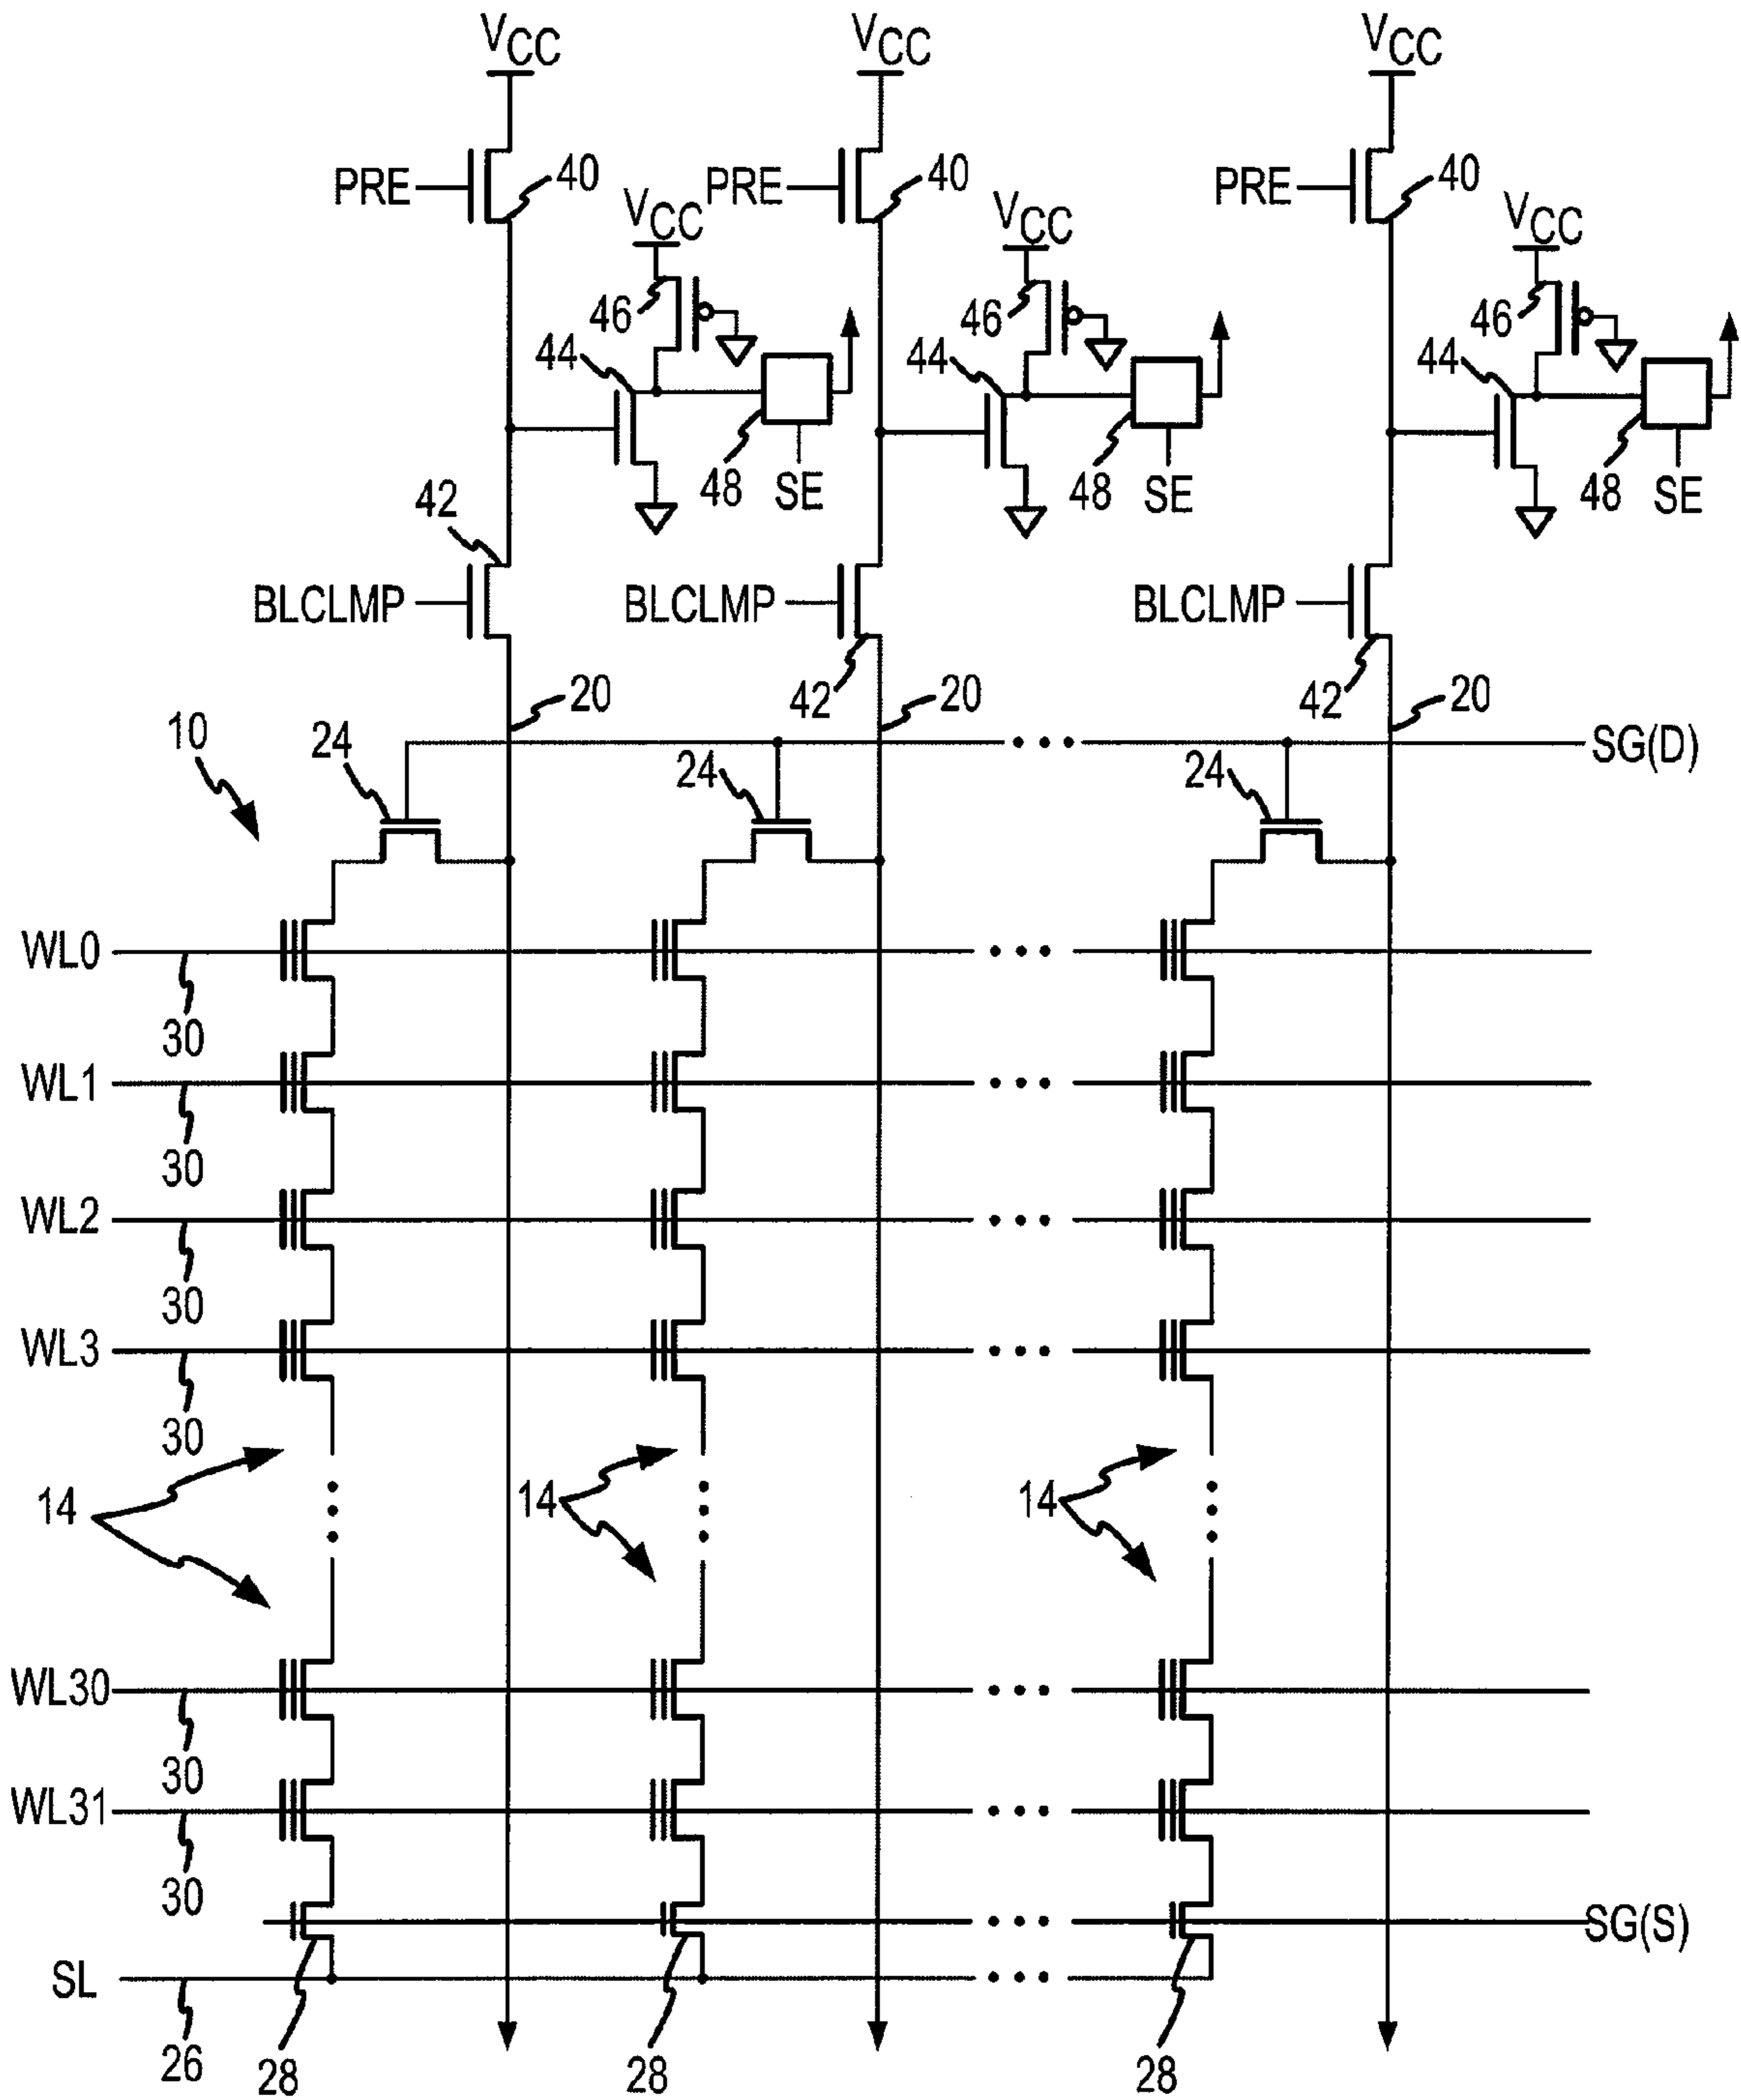 VCC VCC VCC
PRE 40 PRE 40 PRE 40
VCC VCC VCC
46 46 46
44 44 44
48 SE 48 SE 48 SE
42
BLCLMP BLCLMP BLCLMP
20 42 20 42 20
10 24 24 24 SG(D)
WL0
30
WL1
30
WL2
30
WL3
30
14 14 14
WL30
30
WL31
30
SG(S)
SL
26 28 28 28